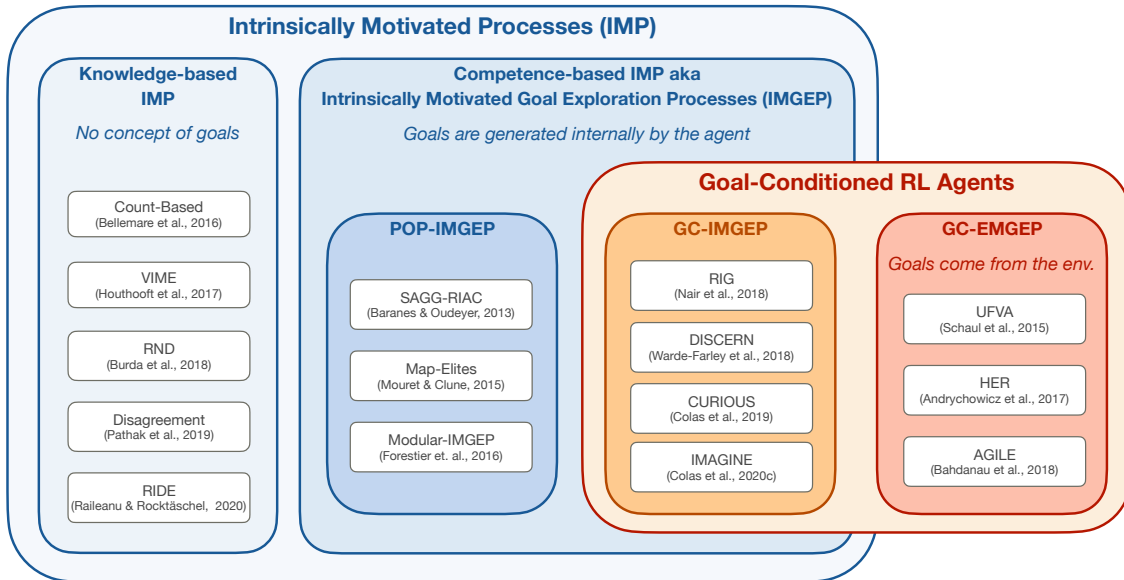 Intrinsically Motivated Processes (IMP)
Knowledge-based
IMP
No concept of goals
Count-Based
(Bellemare et al., 2016)
VIME
(Houthooft et al., 2017)
RND
(Burda et al., 2018)
Disagreement
(Pathak et al., 2019)
RIDE
(Raileanu & Rocktäschel, 2020)
Competence-based IMP aka
Intrinsically Motivated Goal Exploration Processes (IMGEP)
Goals are generated internally by the agent
POP-IMGEP
SAGG-RIAC
(Baranes & Oudeyer, 2013)
Map-Elites
(Mouret & Clune, 2015)
Modular-IMGEP
(Forestier et. al., 2016)
Goal-Conditioned RL Agents
GC-IMGEP
RIG
(Nair et al., 2018)
DISCERN
(Warde-Farley et al., 2018)
CURIOUS
(Colas et al., 2019)
IMAGINE
(Colas et al., 2020c)
GC-EMGEP
Goals come from the env.
UFVA
(Schaul et al., 2015)
HER
(Andrychowicz et al., 2017)
AGILE
(Bahdanau et al., 2018)